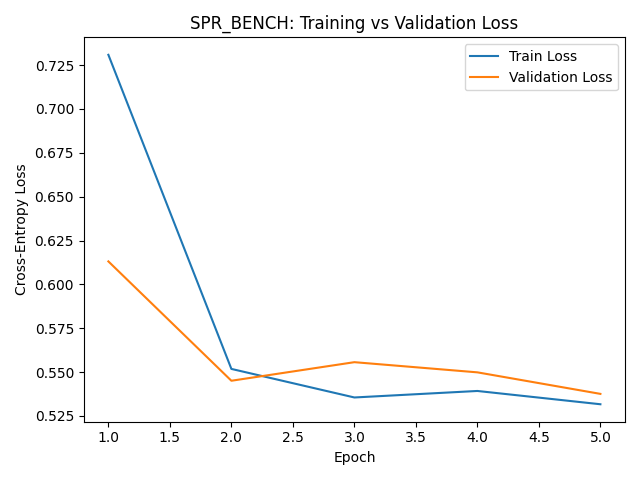 SPR_BENCH: Training vs Validation Loss
Train Loss
Validation Loss
Cross-Entropy Loss
0.725
0.700
0.675
0.650
0.625
0.600
0.575
0.550
0.525
1.0 1.5 2.0 2.5 3.0 3.5 4.0 4.5 5.0
Epoch